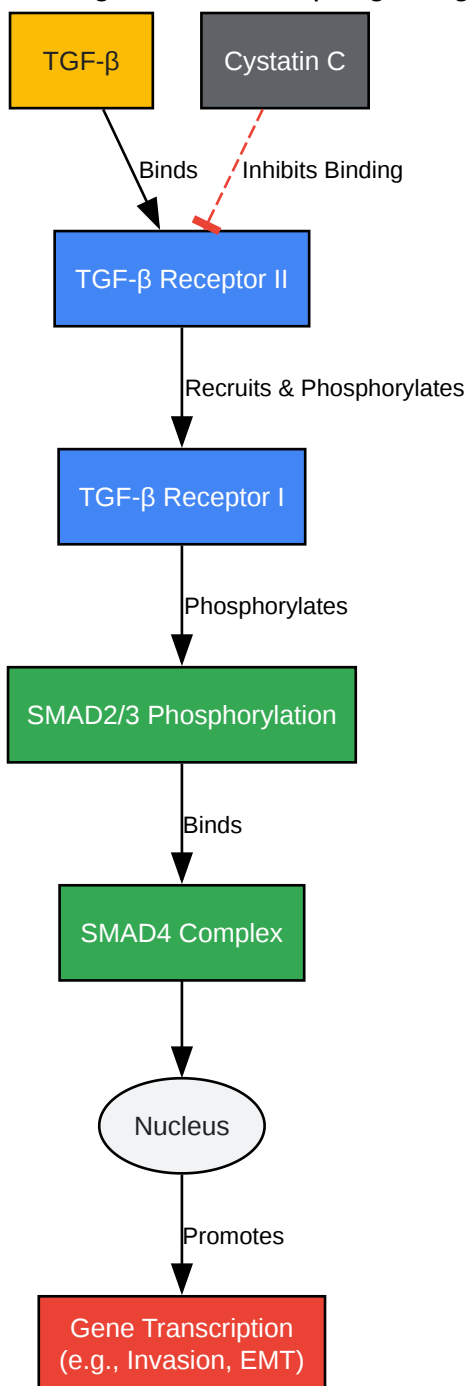 TGF-β
Cystatin C
Binds
Inhibits Binding
TGF-β Receptor II
Recruits & Phosphorylates
TGF-β Receptor I
Phosphorylates
SMAD2/3 Phosphorylation
Binds
SMAD4 Complex
Nucleus
Promotes
Gene Transcription
(e.g., Invasion, EMT)